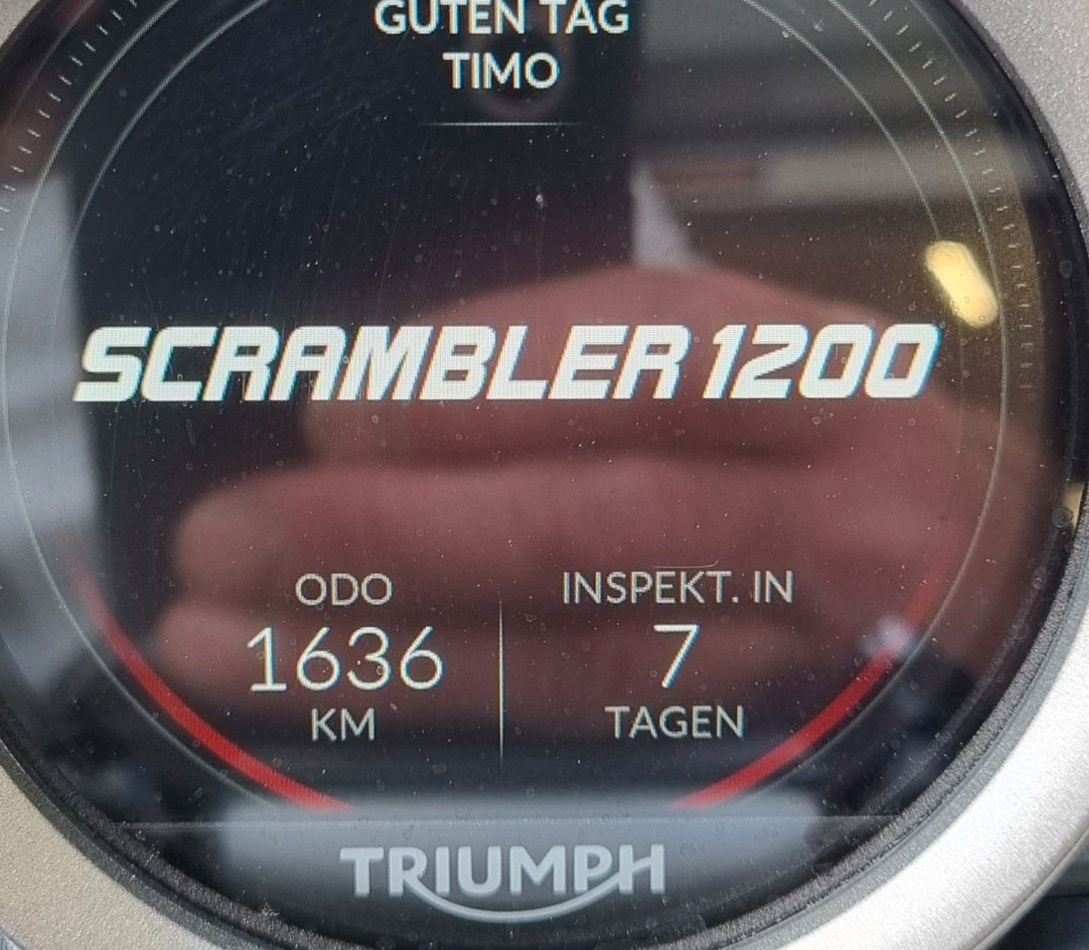 GUTEN TAG
TIMO
SCRAMBLER 1200
ODO
1636
KM
INSPEKT. IN
7
TAGEN
TRIUMPH